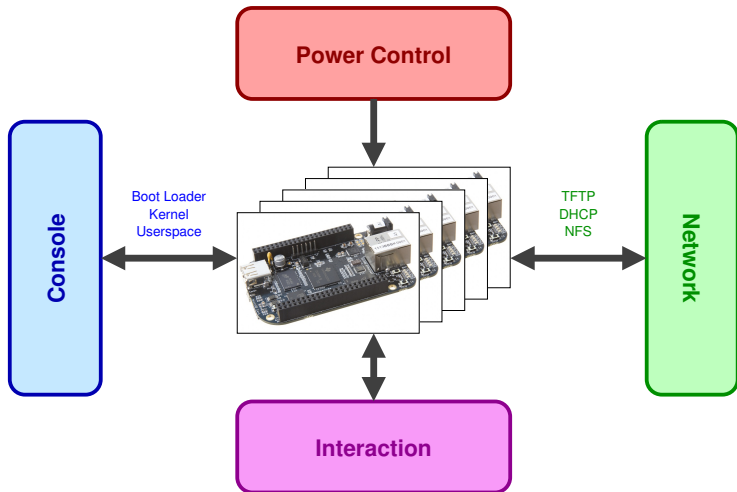 Power Control
Console
Boot Loader
Kernel
Userspace
TFTP
DHCP
NFS
Network
Interaction